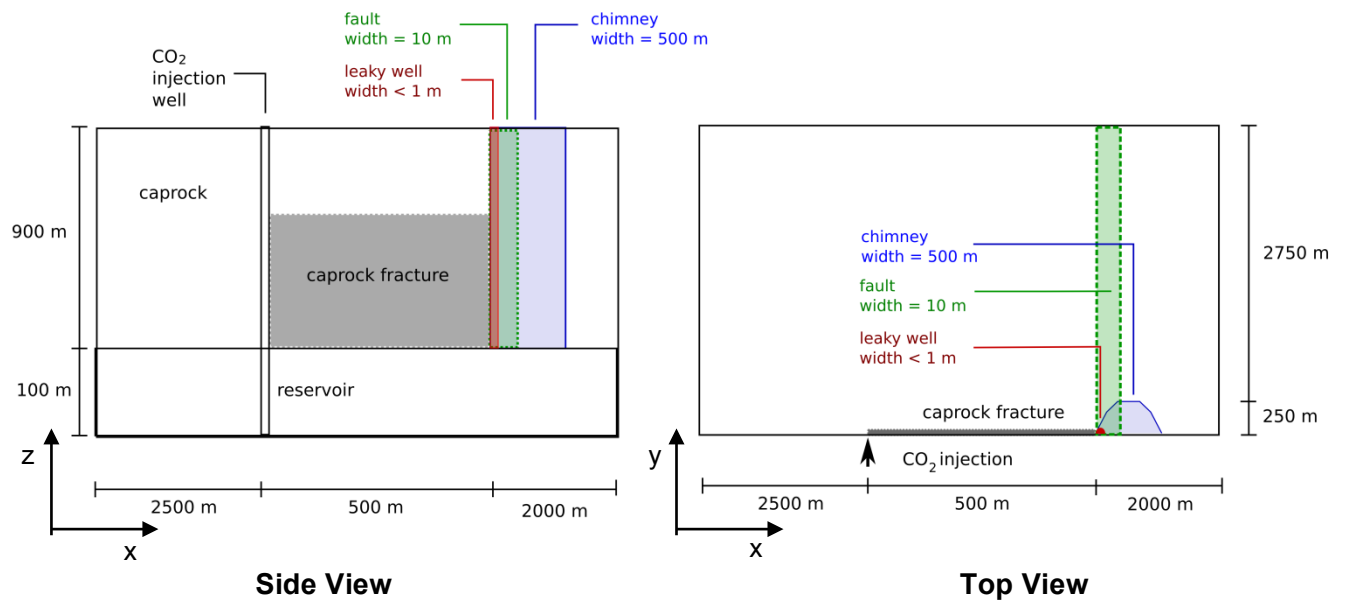 fault
width = 10 m
chimney
width = 500 m
CO2
injection
well
leaky well
width < 1 m
caprock
900 m
caprock fracture
100 m
reservoir
z
2500 m
500 m
2000 m
x
Side View
chimney
width = 500 m
2750 m
fault
width = 10 m
leaky well
width < 1 m
caprock fracture
250 m
y
CO2 injection
2500 m
500 m
2000 m
x
Top View